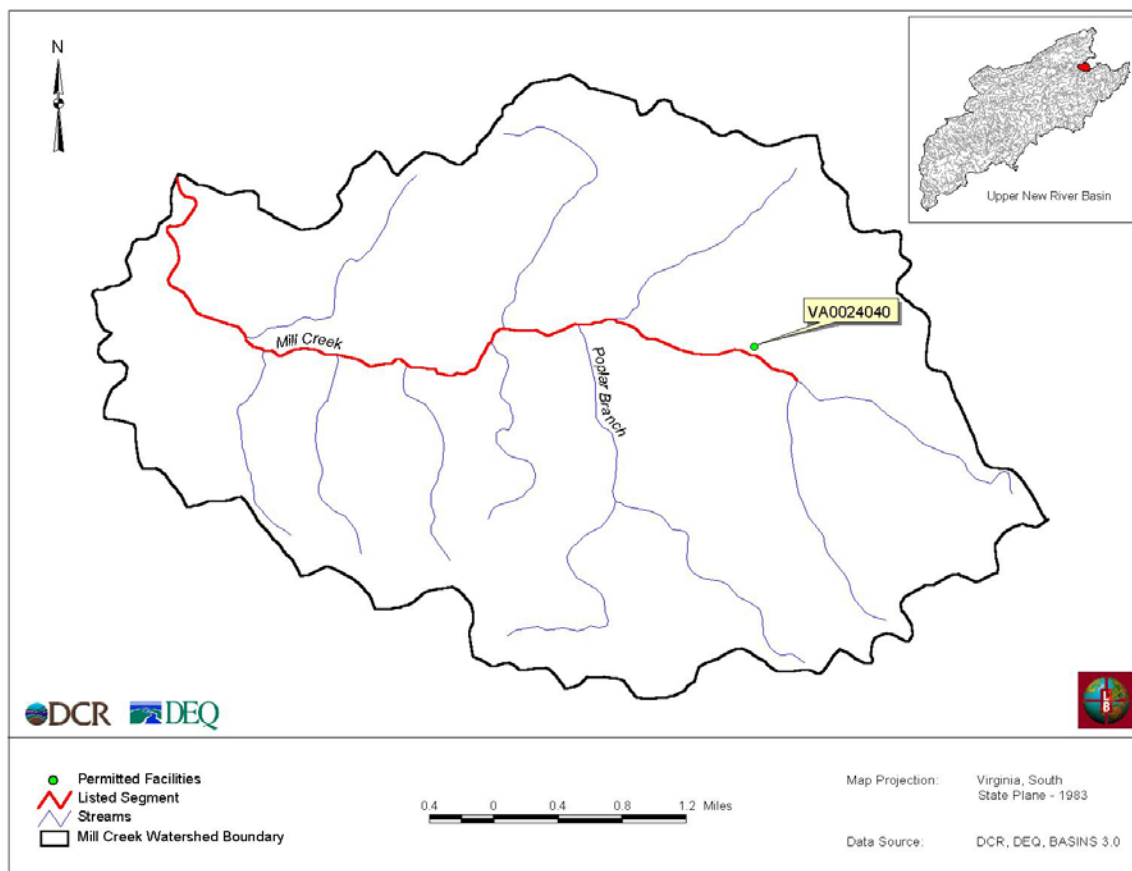 N
Upper New River Basin
VA0024040
Mill Creek
Poplar Branch
DCR
DEQ
L
B
Permitted Facilities
Listed Segment
Streams
Mill Creek Watershed Boundary
0.4 0 0.4 0.8 1.2 Miles
Map Projection: Virginia, South
State Plane - 1983
Data Source: DCR, DEQ, BASINS 3.0